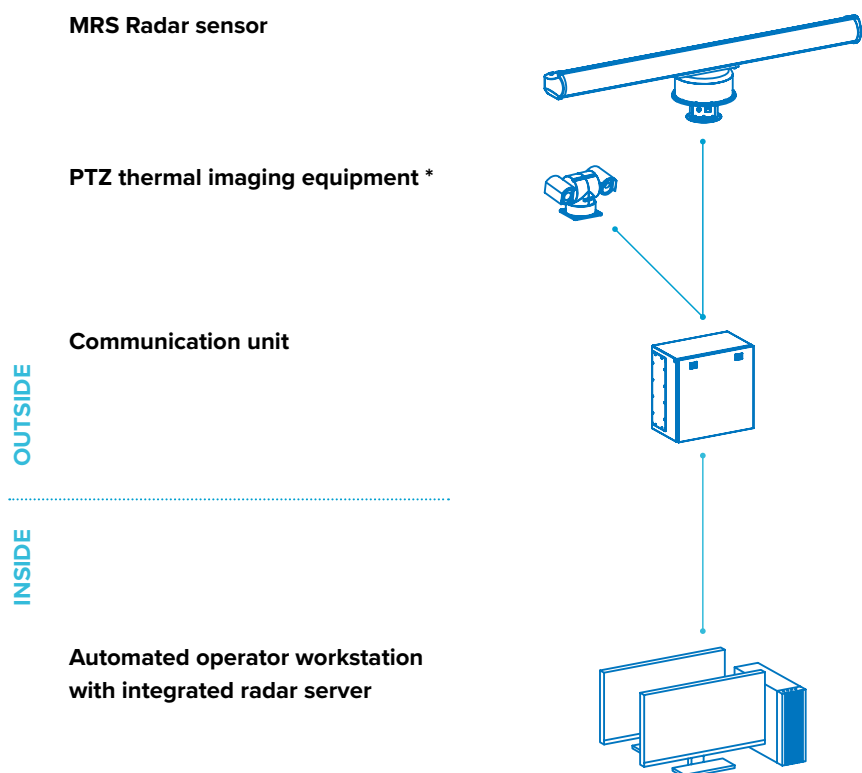 MRS Radar sensor
PTZ thermal imaging equipment *
Communication unit
OUTSIDE
INSIDE
Automated operator workstation
with integrated radar server